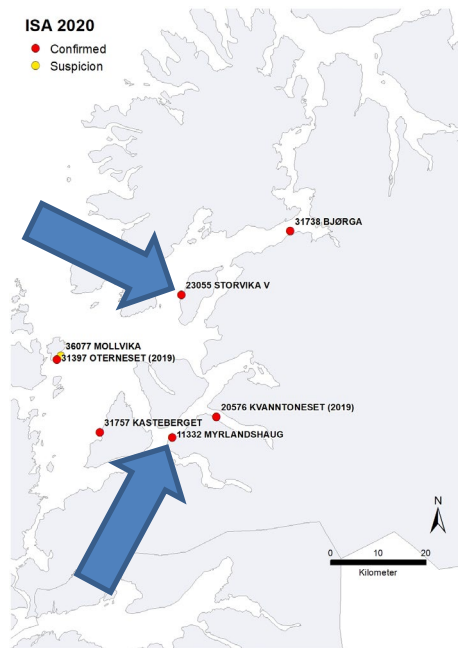 ISA 2020
Confirmed
Suspicion
31738 BJØRGA
23055 STORVIKA V
36077 MOLLVIKA
31397 OTERNESET (2019)
20576 KVANNTONESET (2019)
31757 KASTEBERGET
11332 MYRLANDSHAUG
N
0 10 20
Kilometer